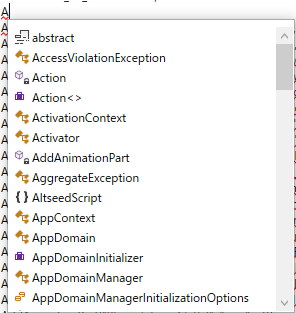 A
abstract
AccessViolationException
Action
Action<>
ActivationContext
Activator
AddAnimationPart
AggregateException
AltseedScript
AppContext
AppDomain
AppDomainInitializer
AppDomainManager
AppDomainManagerInitializationOptions